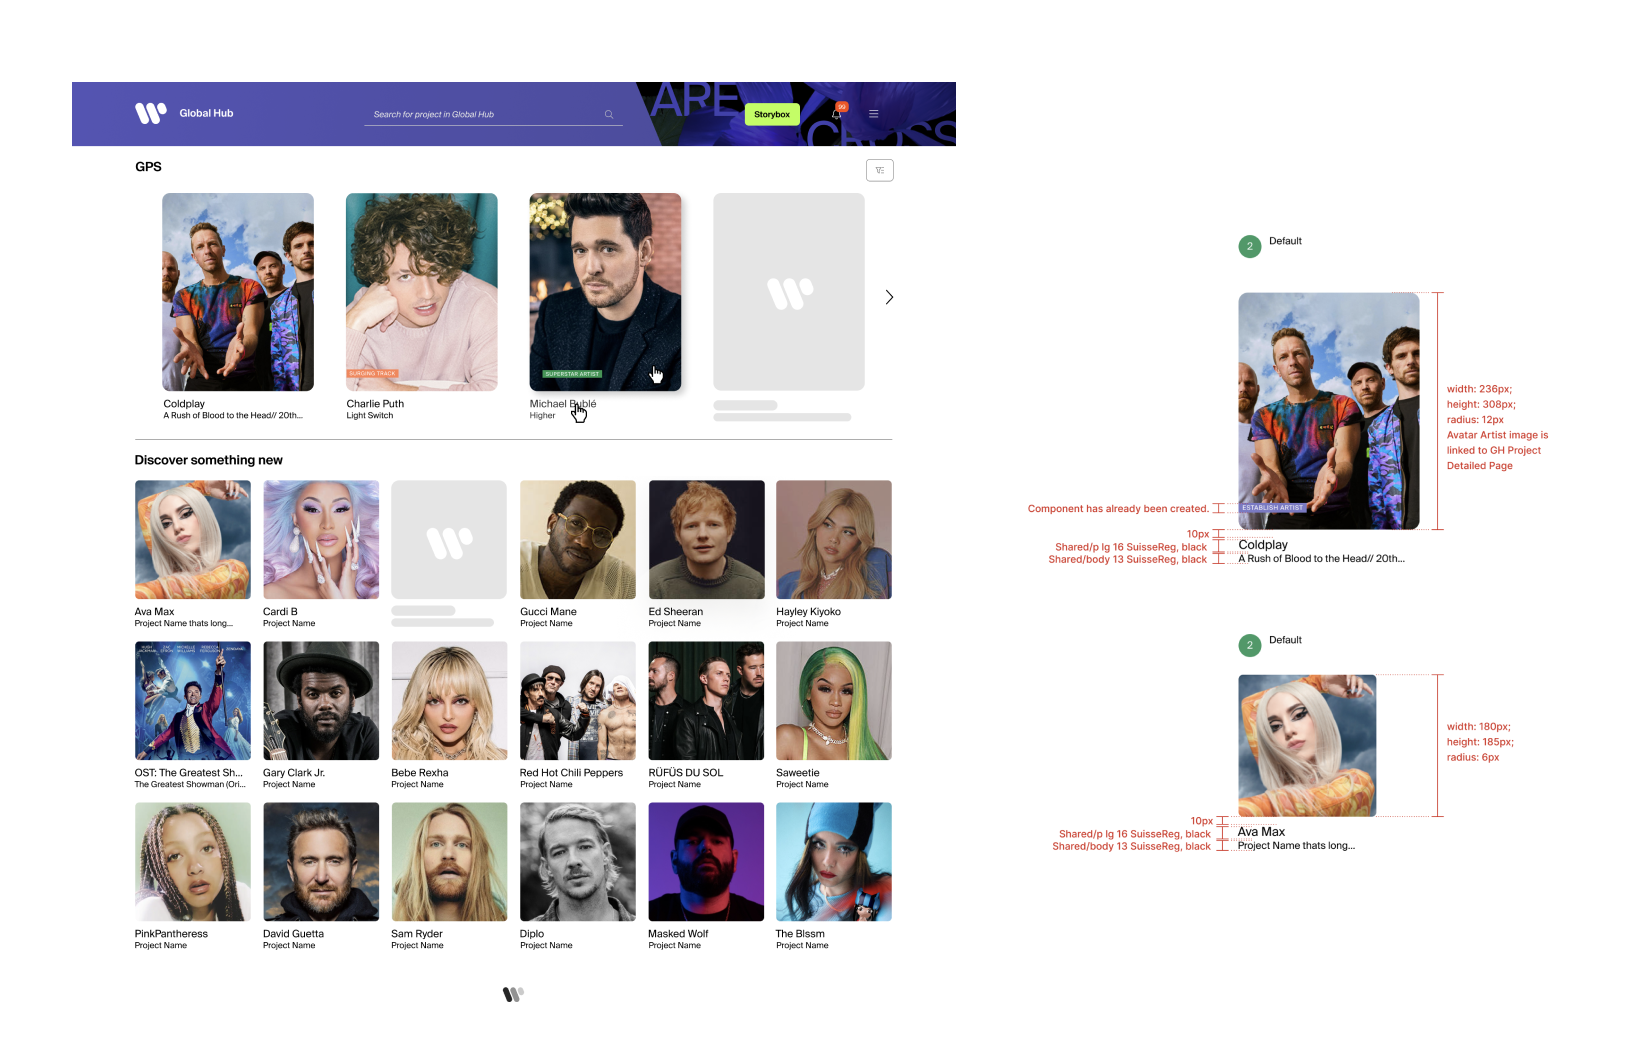 Global Hub
Search for project in Global Hub
ARE
CROSS
Storybox
99
GPS
SURGING TRACK
SUPERSTAR ARTIST
Coldplay
A Rush of Blood to the Head// 20th...
Charlie Puth
Light Switch
Michael Bublé
Higher
Discover something new
Ava Max
Project Name thats long...
Cardi B
Project Name
Gucci Mane
Project Name
Ed Sheeran
Project Name
Hayley Kiyoko
Project Name
OST: The Greatest Sh...
The Greatest Showman (Ori...
Gary Clark Jr.
Project Name
Bebe Rexha
Project Name
Red Hot Chili Peppers
Project Name
RÜFÜS DU SOL
Project Name
Saweetie
Project Name
PinkPantheress
Project Name
David Guetta
Project Name
Sam Ryder
Project Name
Diplo
Project Name
Masked Wolf
Project Name
The Blssm
Project Name
2
Default
width: 236px;
height: 308px;
radius: 12px
Avatar Artist image is
linked to GH Project
Detailed Page
Component has already been created.
ESTABLISH ARTIST
10px
Shared/p lg 16 SuisseReg, black
Shared/body 13 SuisseReg, black
Coldplay
A Rush of Blood to the Head// 20th...
2
Default
width: 180px;
height: 185px;
radius: 6px
10px
Shared/p lg 16 SuisseReg, black
Shared/body 13 SuisseReg, black
Ava Max
Project Name thats long...